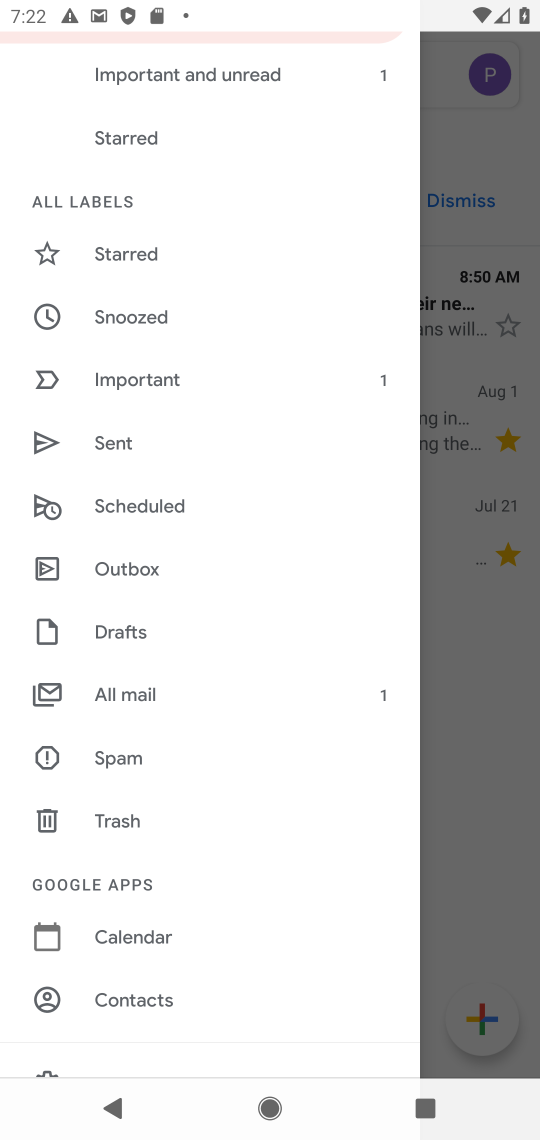 7:22
Important and unread 1
Starred
ALL LABELS
Starred
Snoozed
Important 1
Sent
Scheduled
Outbox
Drafts
All mail 1
Spam
Trash
GOOGLE APPS
Calendar
Contacts
P
Dismiss
8:50 AM
eir ne...
ans will...
Aug 1
ng in...
ng the...
Jul 21
...